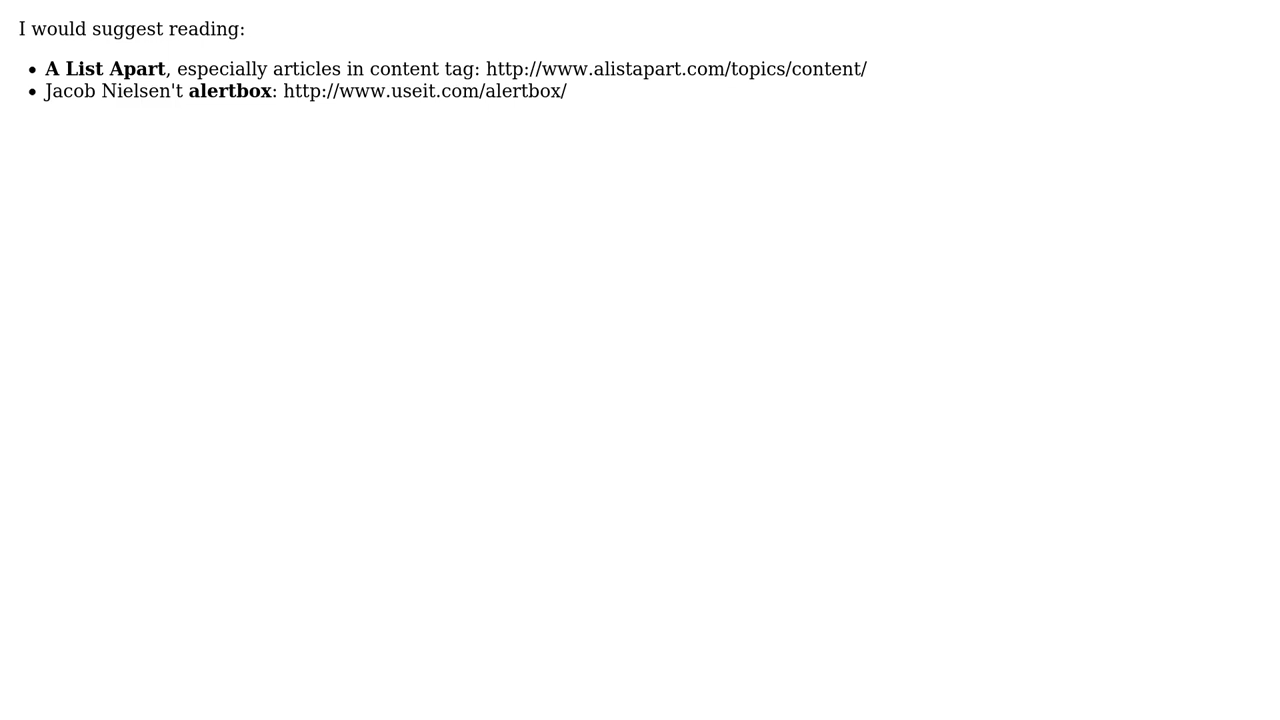 I would suggest reading:
• A List Apart, especially articles in content tag: http://www.alistapart.com/topics/content/
• Jacob Nielsen't alertbox: http://www.useit.com/alertbox/